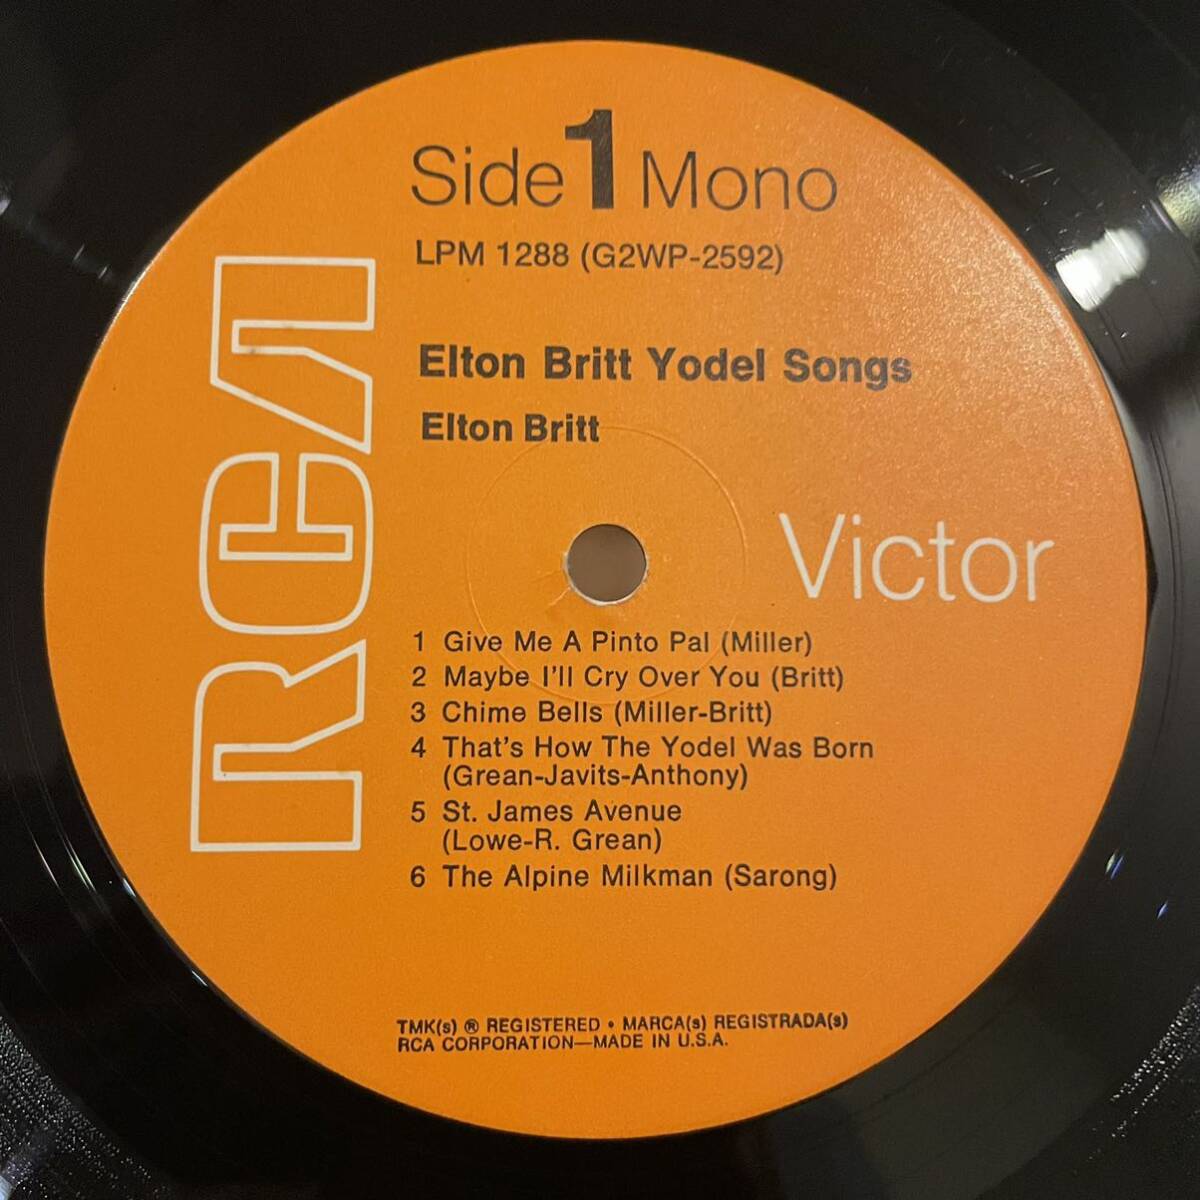 Side 1 Mono
LPM 1288 (G2WP-2592)
Elton Britt Yodel Songs
Elton Britt
RCA
Victor
1 Give Me A Pinto Pal (Miller)
2 Maybe I'll Cry Over You (Britt)
3 Chime Bells (Miller-Britt)
4 That's How The Yodel Was Born
(Grean-Javits-Anthony)
5 St. James Avenue
(Lowe-R. Grean)
6 The Alpine Milkman (Sarong)
TMK(s) ® REGISTERED • MARCA(s) REGISTRADA(s)
RCA CORPORATION—MADE IN U.S.A.